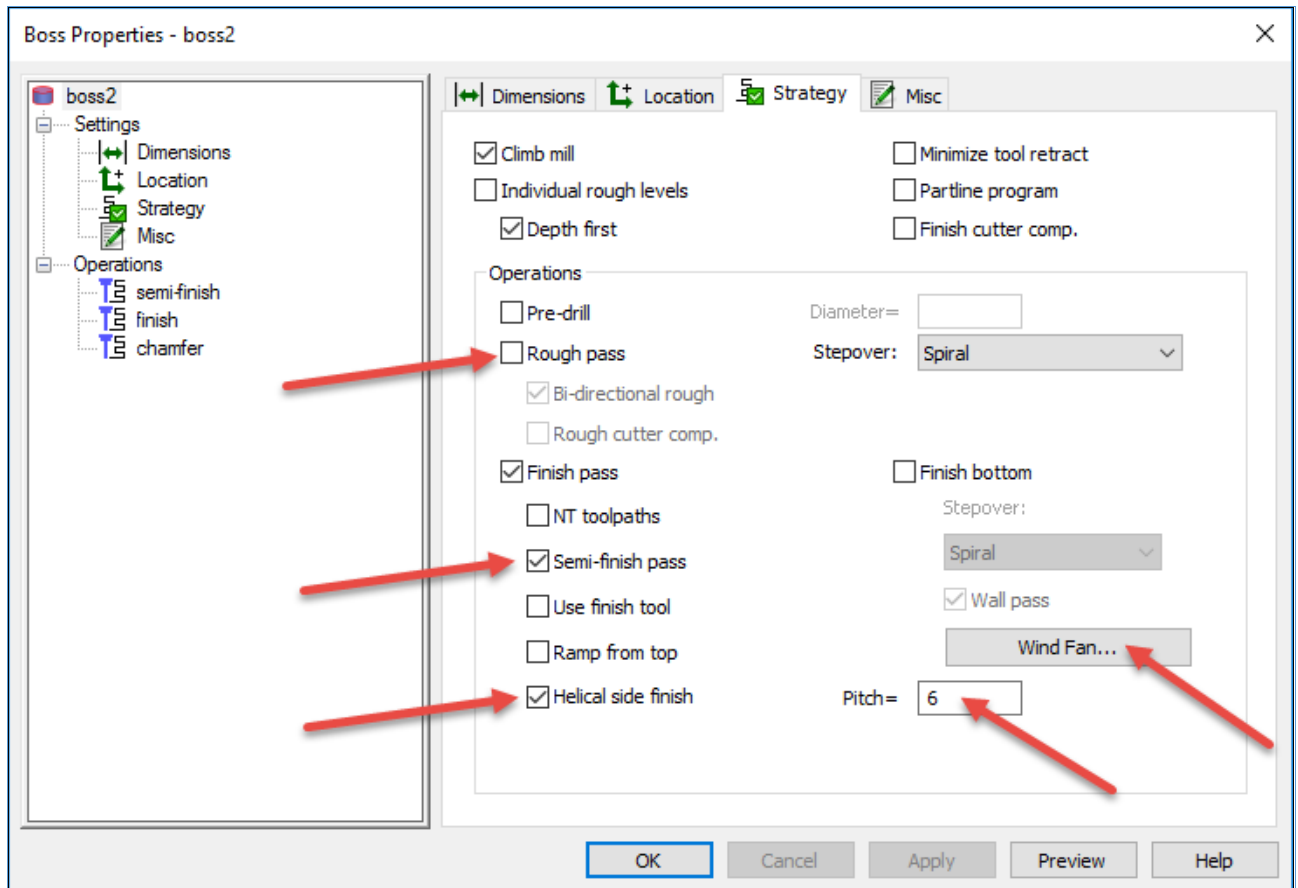 Boss Properties - boss2
boss2
Settings
Dimensions
Location
Strategy
Misc
Operations
semi-finish
finish
chamfer
Dimensions Location Strategy Misc
Climb mill Minimize tool retract
Individual rough levels Partline program
Depth first Finish cutter comp.
Operations
Pre-drill Diameter=
Rough pass Stepover: Spiral
Bi-directional rough
Rough cutter comp.
Finish pass Finish bottom
NT toolpaths Stepover:
Semi-finish pass Spiral
Use finish tool Wall pass
Ramp from top Wind Fan...
Helical side finish Pitch= 6
OK Cancel Apply Preview Help